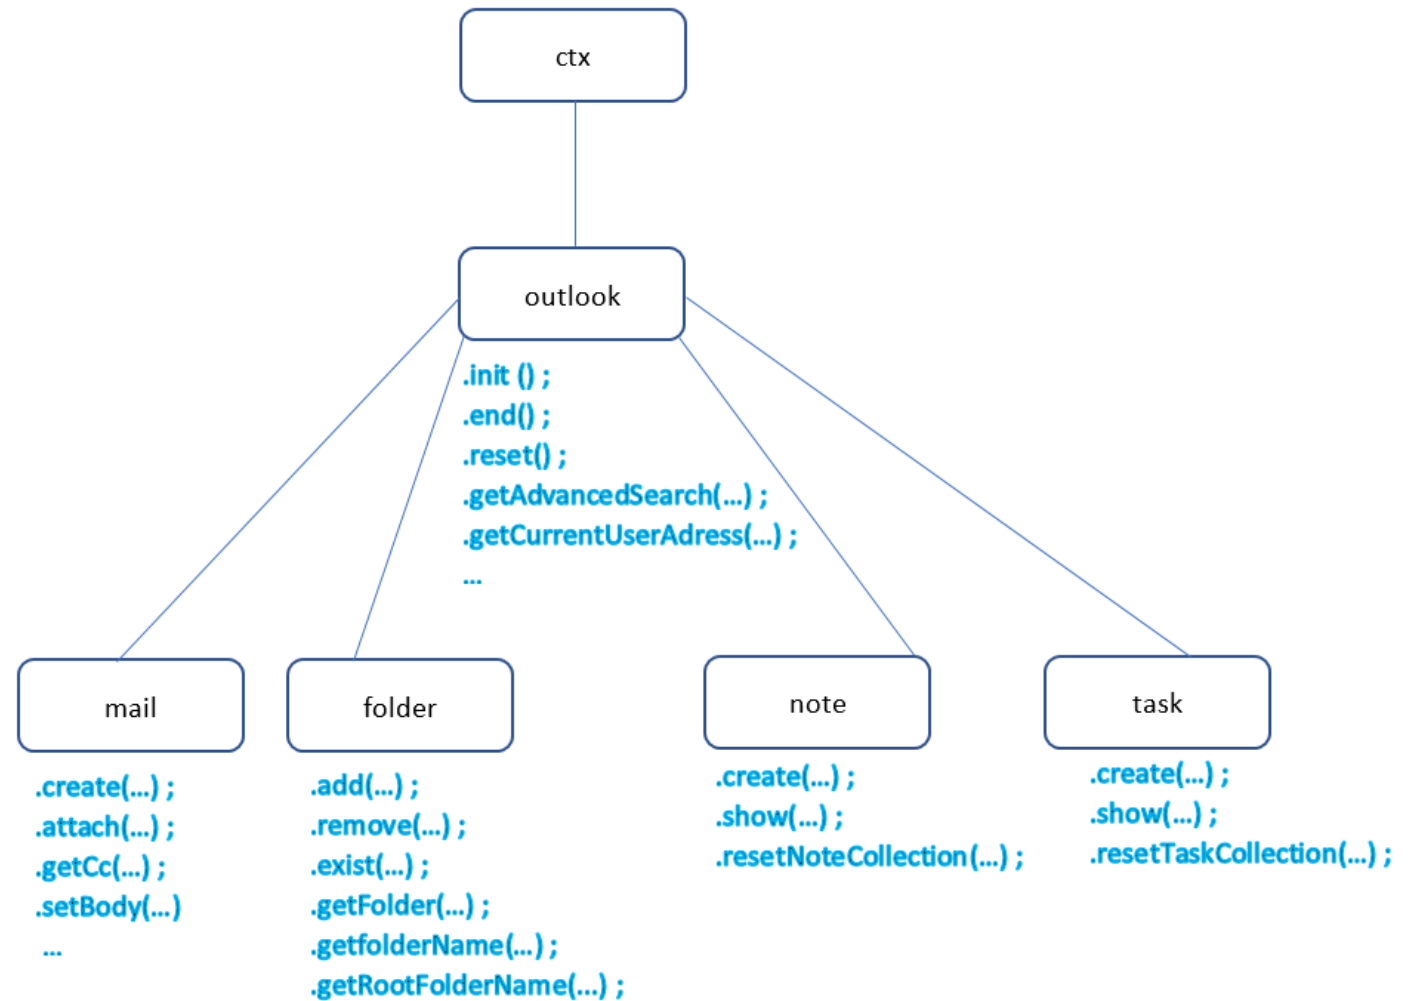 ctx
outlook
.init () ;
.end() ;
.reset() ;
.getAdvancedSearch(...) ;
.getCurrentUserAdress(...) ;
...
mail
.create(...) ;
.attach(...) ;
.getCc(...) ;
.setBody(...)
...
folder
.add(...) ;
.remove(...) ;
.exist(...) ;
.getFolder(...) ;
.getfolderName(...) ;
.getRootFolderName(...) ;
note
.create(...) ;
.show(...) ;
.resetNoteCollection(...) ;
task
.create(...) ;
.show(...) ;
.resetTaskCollection(...) ;